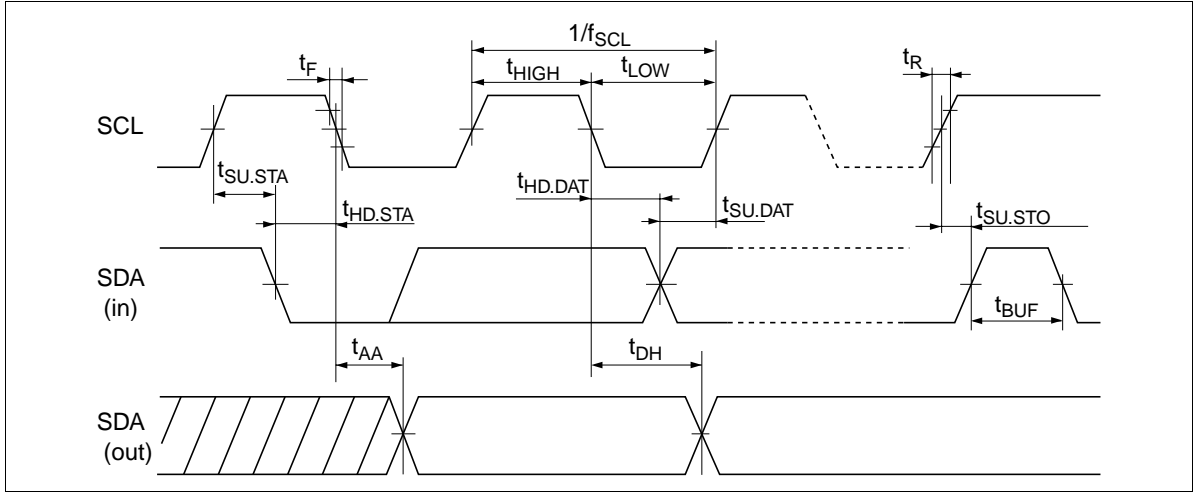 1/fSCL
tF
tHIGH
tLOW
tR
SCL
tSU.STA
tHD.DAT
tHD.STA
tSU.DAT
tSU.STO
SDA
(in)
tBUF
tAA
tDH
SDA
(out)